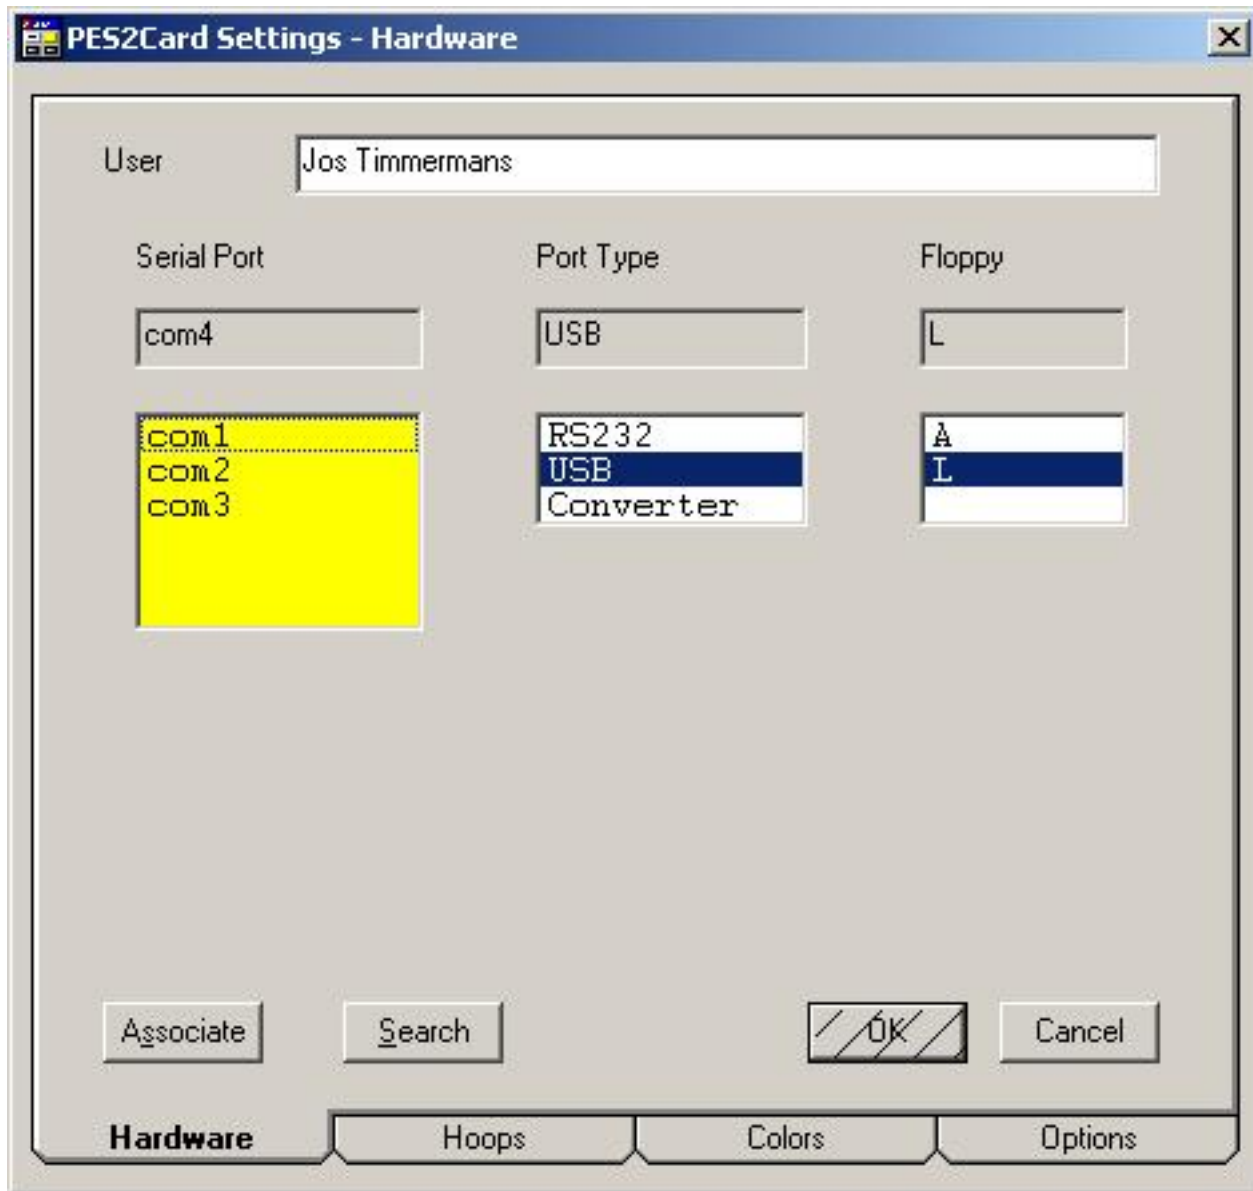 PES2Card Settings - Hardware
User Jos Timmermans
Serial Port Port Type Floppy
com4 USB L
com1 RS232 A
com2 USB L
com3 Converter
Associate Search OK Cancel
Hardware Hoops Colors Options